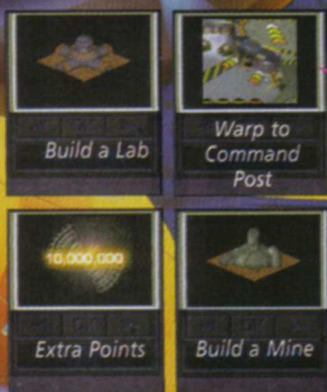 Build a Lab
Warp to
Command
Post
10,000,000
Extra Points
Build a Mine